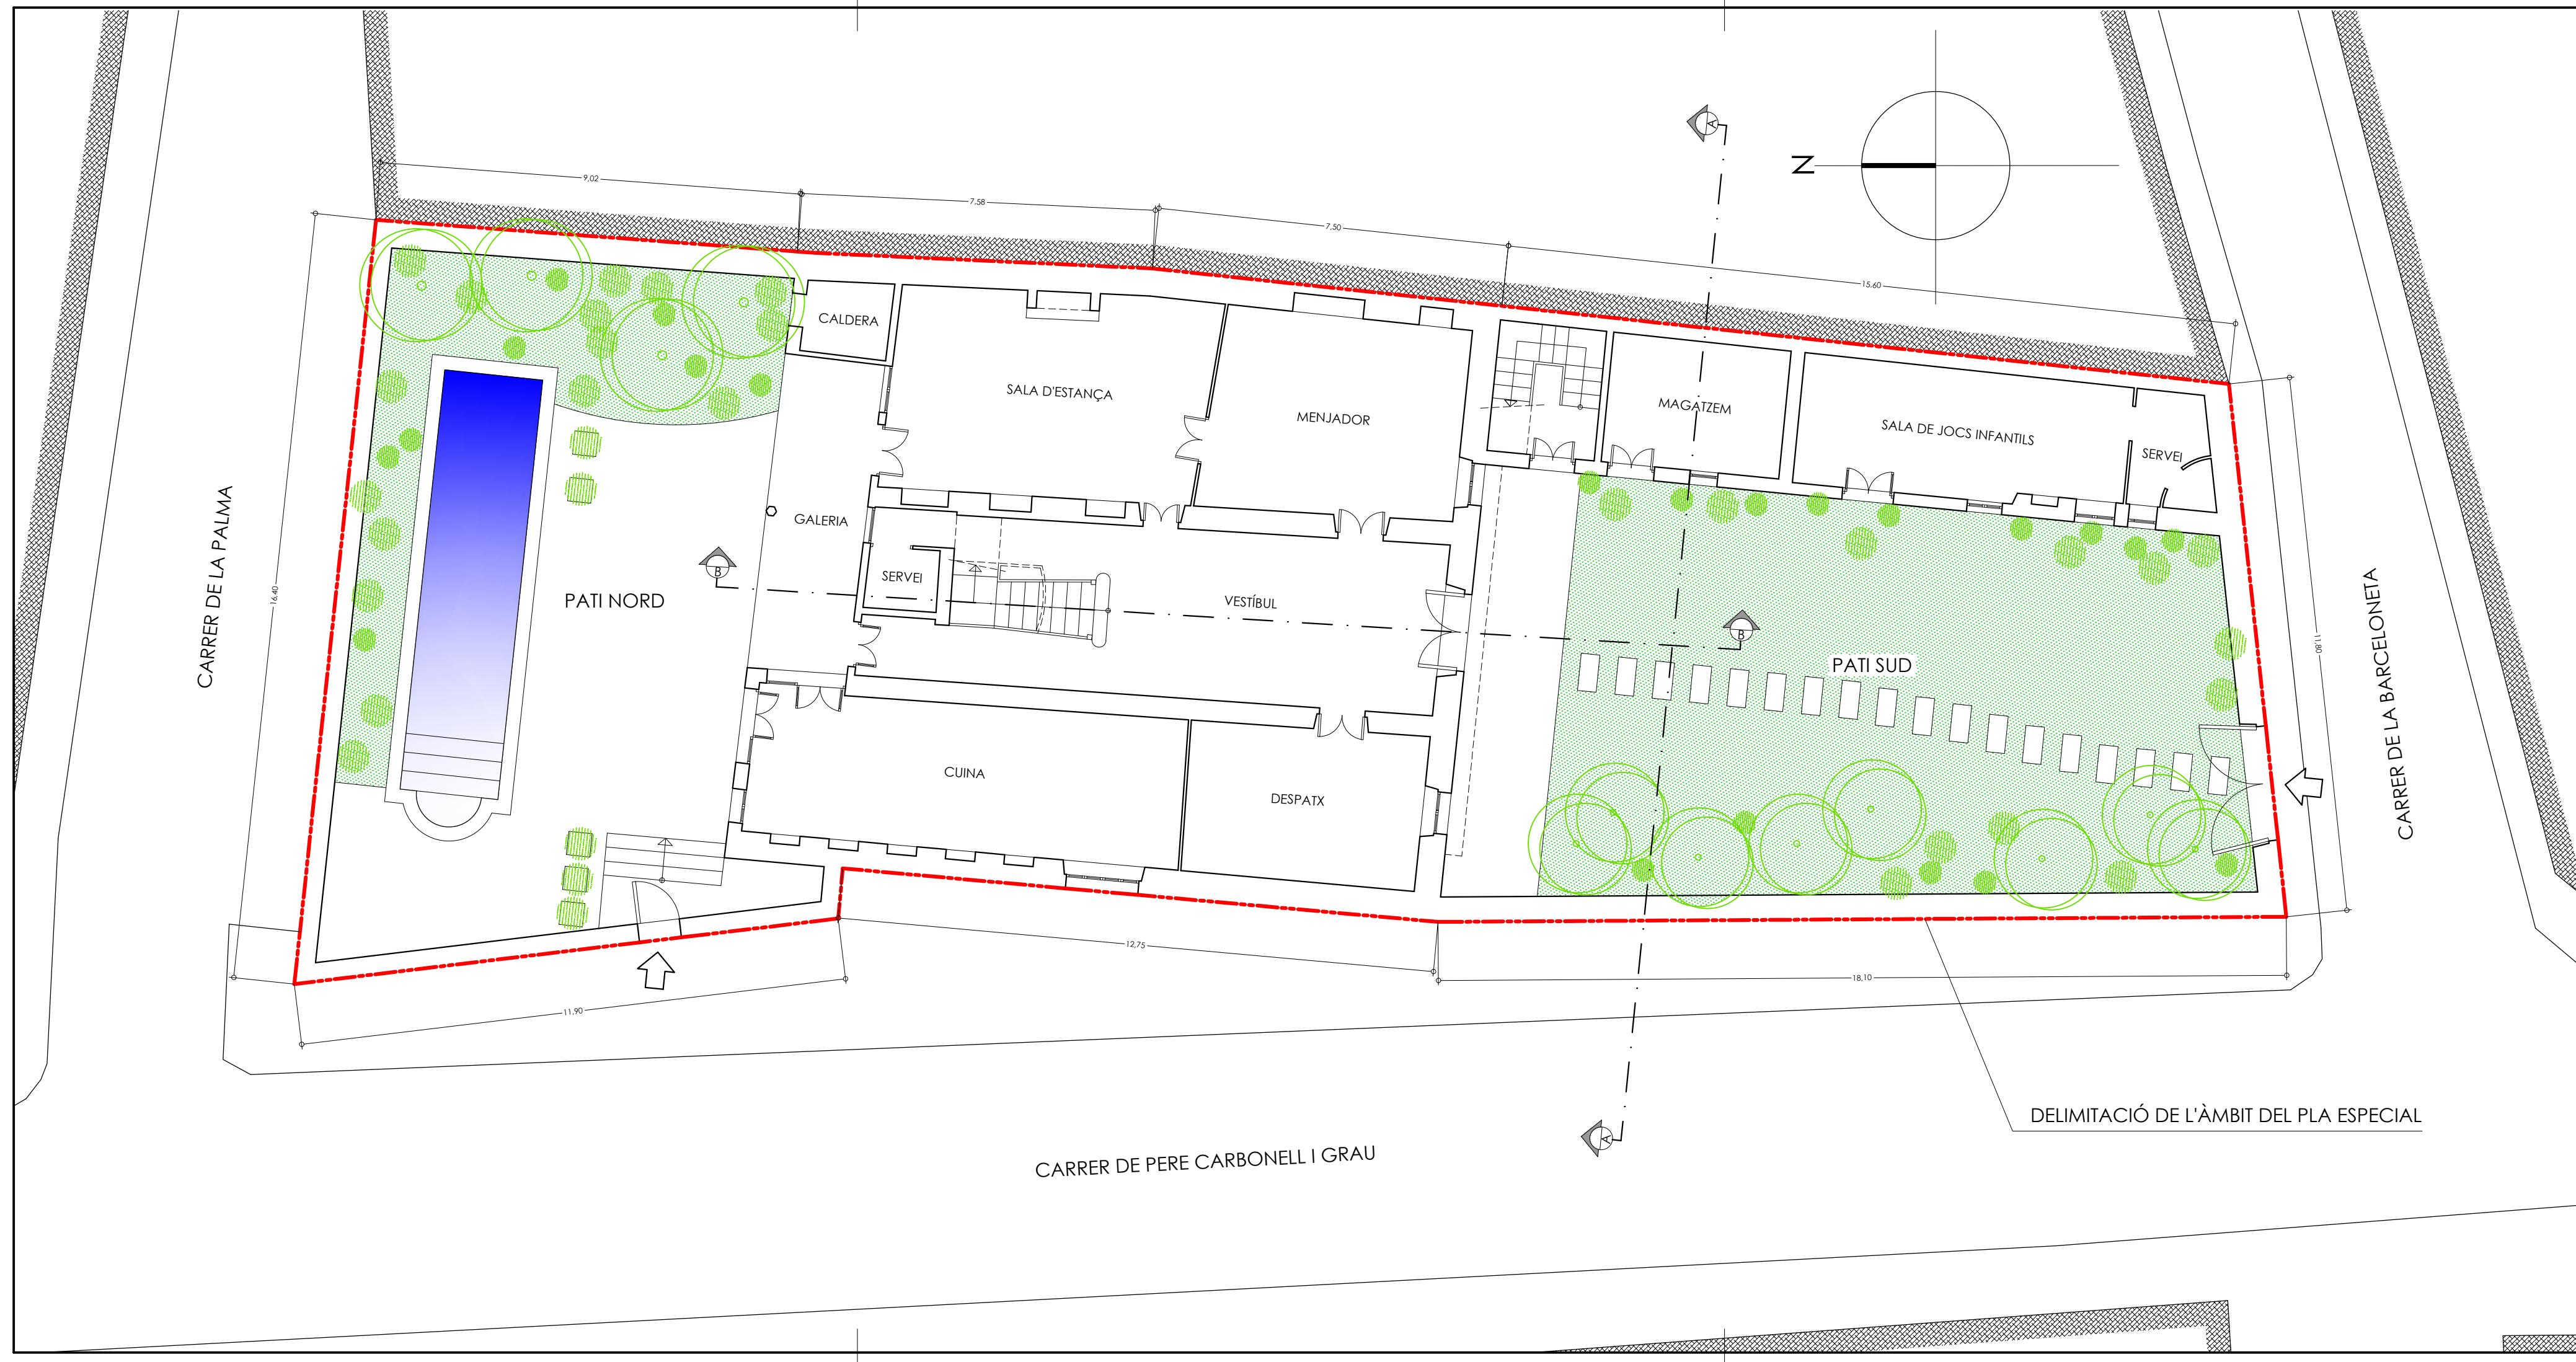 A
N
9,02
7,58
7,50
15,60
CALDERA
SALA D'ESTANÇA
MENJADOR
MAGATZEM
SALA DE JOCS INFANTILS
SERVEI
GALERIA
CARRER DE LA PALMA
16,40
PATI NORD
B
SERVEI
VESTÍBUL
B
PATI SUD
11,80
CARRER DE LA BARCELONETA
CUINA
DESPATX
12,75
18,10
11,90
DELIMITACIÓ DE L'ÀMBIT DEL PLA ESPECIAL
A
CARRER DE PERE CARBONELL I GRAU